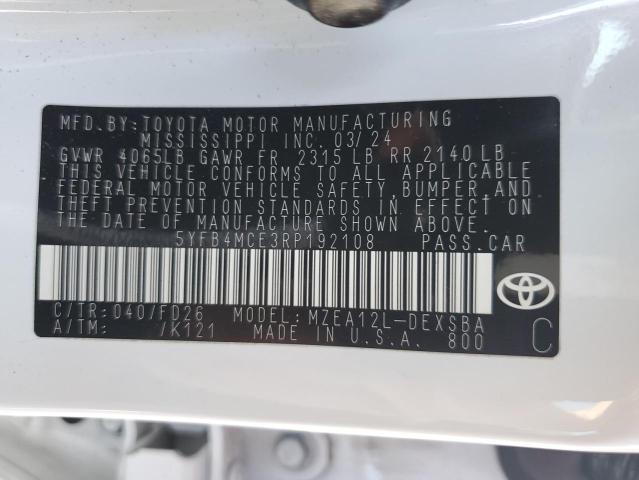 MFD.BY:TOYOTA MOTOR MANUFACTURING
MISSISSIPPI INC. 03/24
GVWR 4065LB GAWR FR 2315 LB RR 2140 LB
THIS VEHICLE CONFORMS TO ALL APPLICABLE
FEDERAL MOTOR VEHICLE SAFETY, BUMPER, AND
THEFT PREVENTION STANDARDS IN EFFECT ON
THE DATE OF MANUFACTURE SHOWN ABOVE.
5YFB4MCE3RP192108 PASS.CAR
C/TR: 040/FD26 MODEL: MZEA12L-DEXSBA
A/TM: /K121 MADE IN U.S.A. 800 C